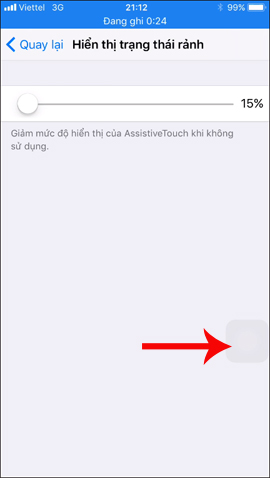 Viettel 3G 21:12 99%
Đang ghi 0:24
Quay lại Hiển thị trạng thái rảnh
15%
Giảm mức độ hiển thị của AssistiveTouch khi không
sử dụng.